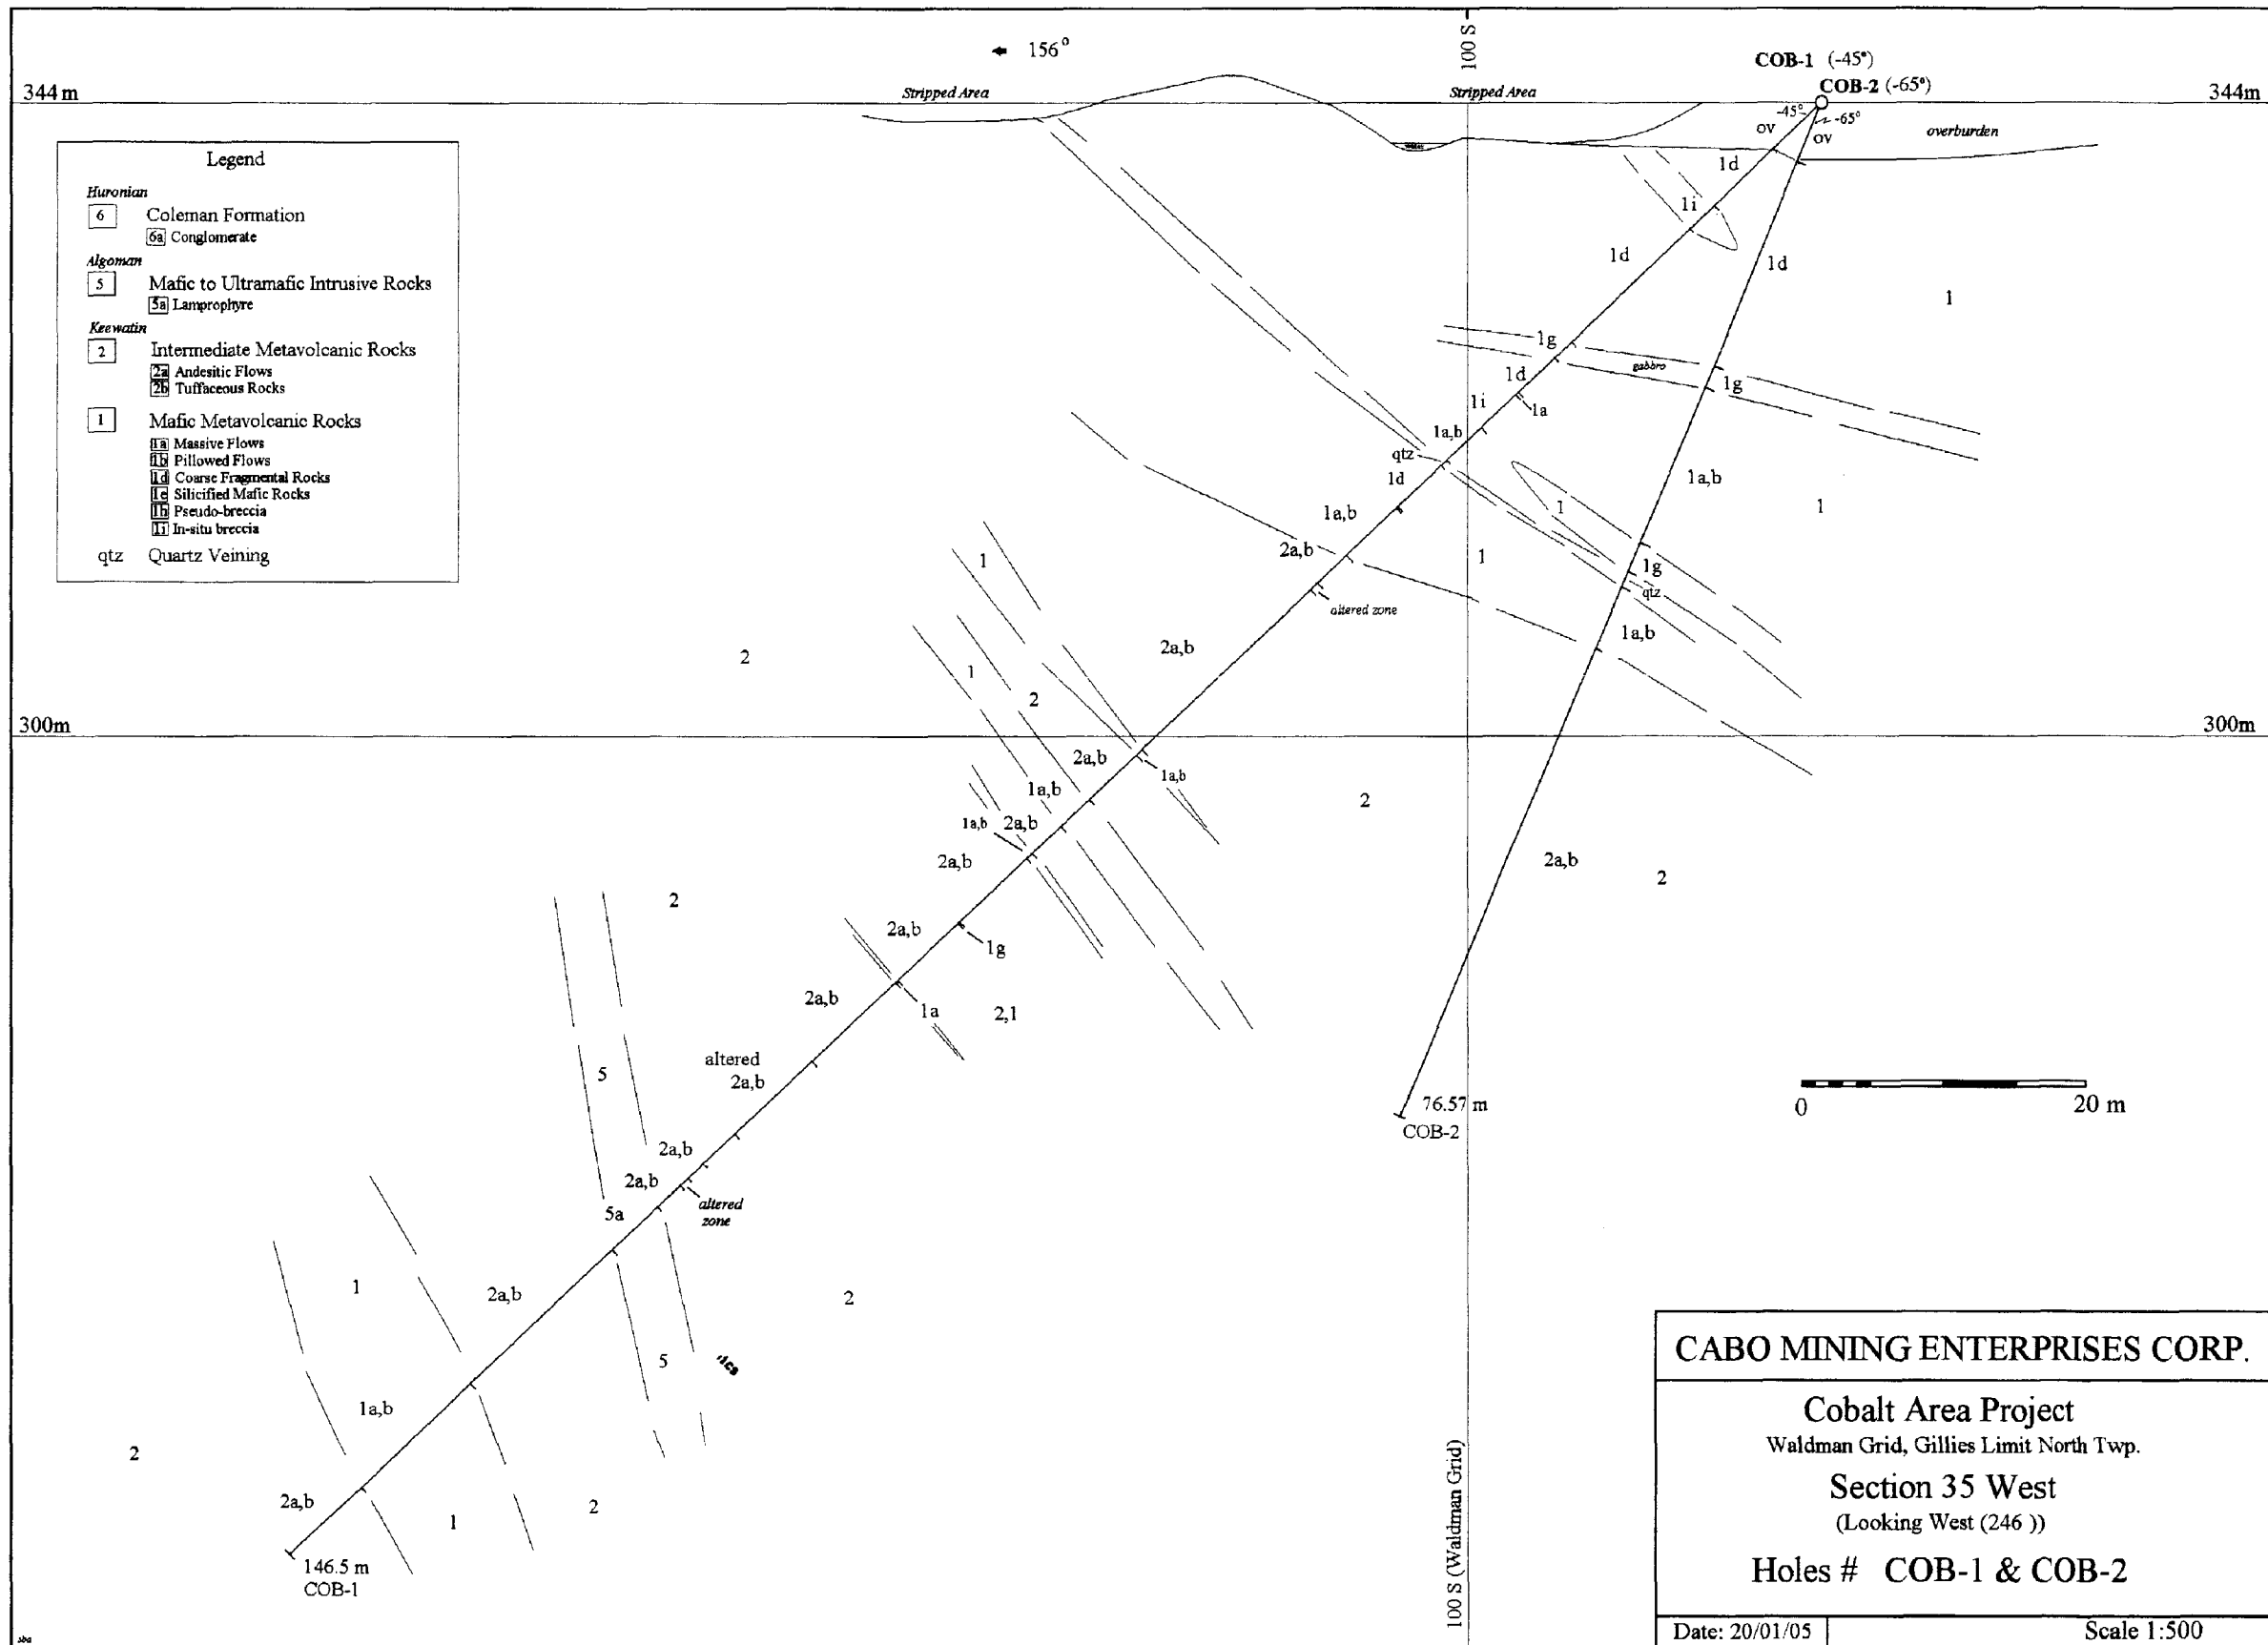 156°
100 S
COB-1 (-45°)
COB-2 (-65°)
344m
Stripped Area
Stripped Area
344m
-45°
-65°
ov
ov
overburden
Legend
Huronian
6 Coleman Formation
6a Conglomerate
Algoman
5 Mafic to Ultramafic Intrusive Rocks
5a Lamprophyre
Keewatin
2 Intermediate Metavolcanic Rocks
2a Andesitic Flows
2b Tuffaceous Rocks
1 Mafic Metavolcanic Rocks
1a Massive Flows
1b Pillowed Flows
1d Coarse Fragmental Rocks
1e Silicified Mafic Rocks
1h Pseudo-breccia
1i In-situ breccia
qtz Quartz Veining
1d
1i
1d
1d
1
1g
gabbro
1g
1d
1a
1i
1a,b
qtz
1d
1a,b
1
1a,b
1
2a,b
1
1
1g
qtz
altered zone
1a,b
2a,b
2
1
2
300m
300m
2a,b
1a,b
1a,b
2
1a,b
2a,b
2a,b
2a,b
2
2
2a,b
1g
2a,b
1a
2,1
altered
2a,b
5
76.57 m
COB-2
0
20 m
2a,b
2a,b
altered
zone
5a
1
2a,b
2
5
1a,b
2
2a,b
1
2
146.5 m
COB-1
100 S (Waldman Grid)
CABO MINING ENTERPRISES CORP.
Cobalt Area Project
Waldman Grid, Gillies Limit North Twp.
Section 35 West
(Looking West (246 ))
Holes # COB-1 & COB-2
Date: 20/01/05
Scale 1:500